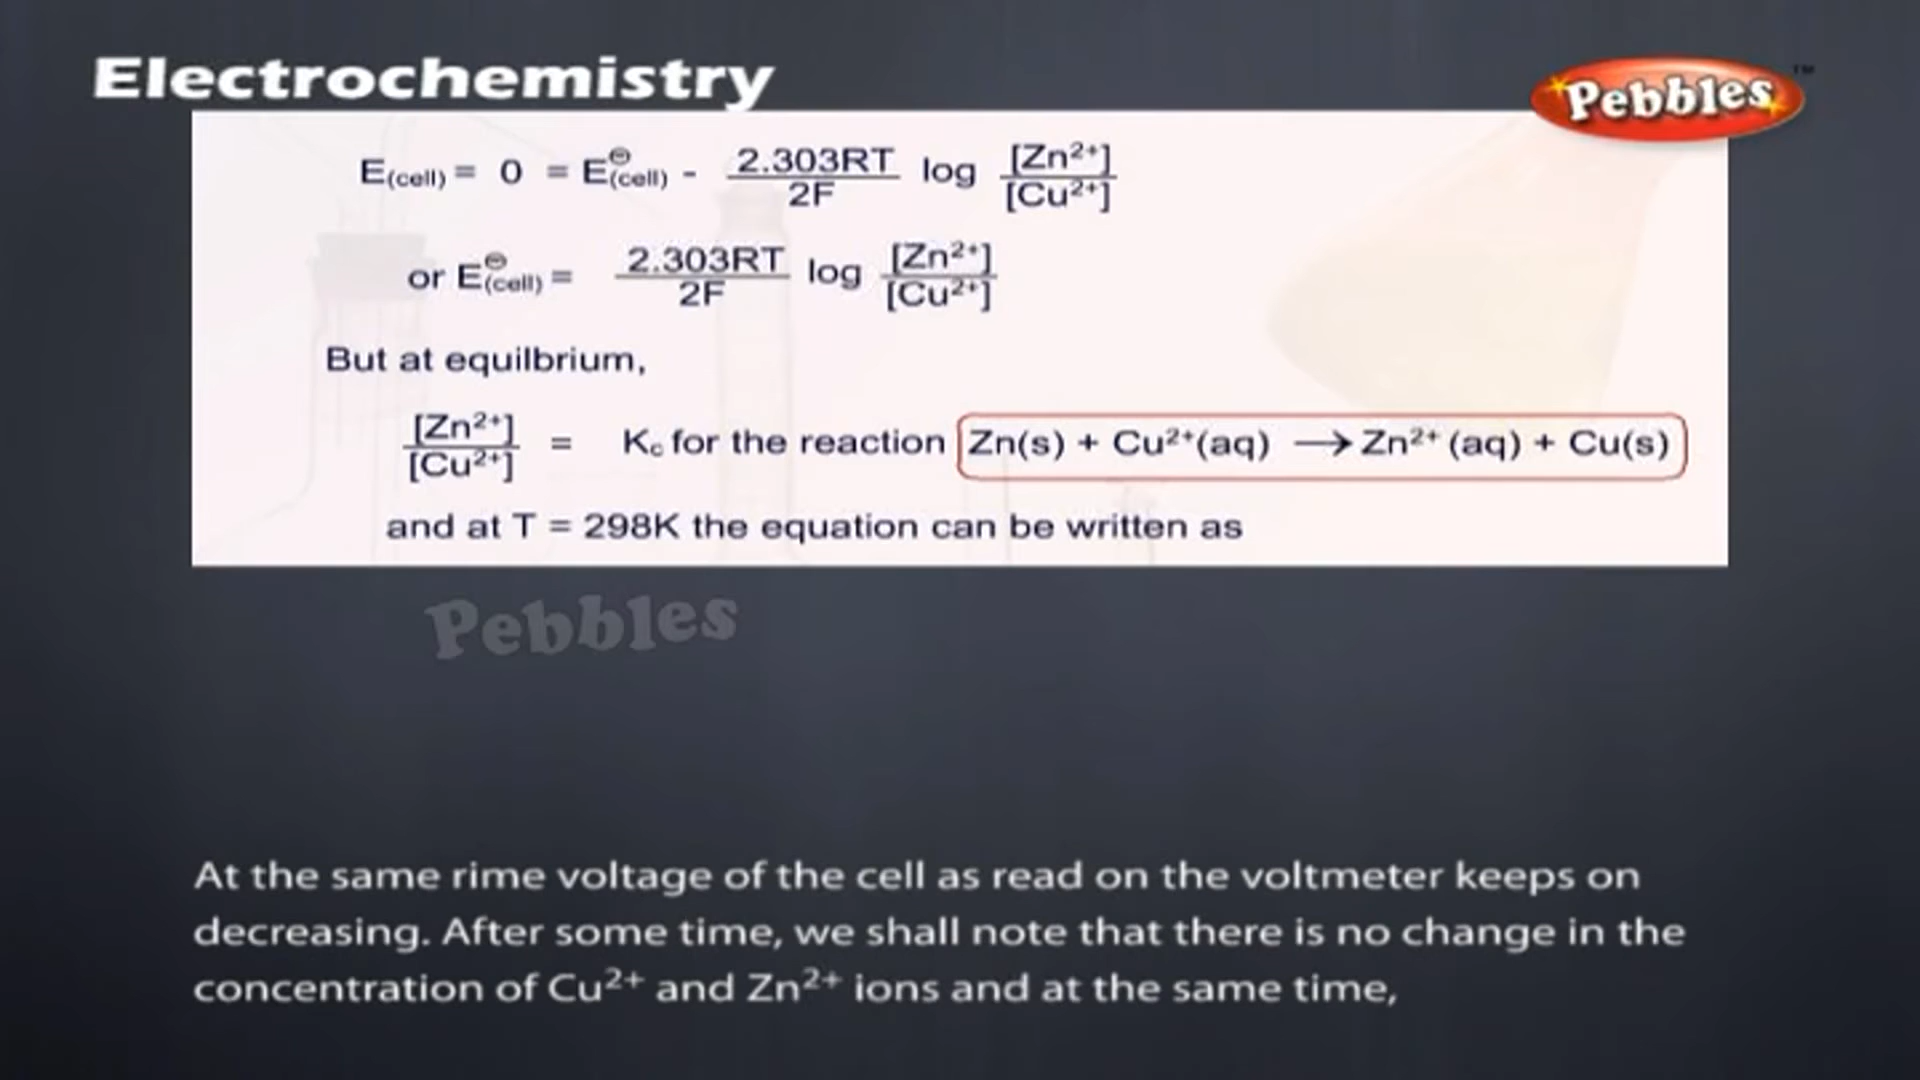 Electrochemistry
Pebbles™
E(cell) = 0 = E⊖(cell) - 2.303RT/2F log [Zn²⁺]/[Cu²⁺]
or E⊖(cell) = 2.303RT/2F log [Zn²⁺]/[Cu²⁺]
But at equilbrium,
[Zn²⁺]/[Cu²⁺] = Kc for the reaction Zn(s) + Cu²⁺(aq) → Zn²⁺ (aq) + Cu(s)
and at T = 298K the equation can be written as
Pebbles
At the same rime voltage of the cell as read on the voltmeter keeps on
decreasing. After some time, we shall note that there is no change in the
concentration of Cu²⁺ and Zn²⁺ ions and at the same time,